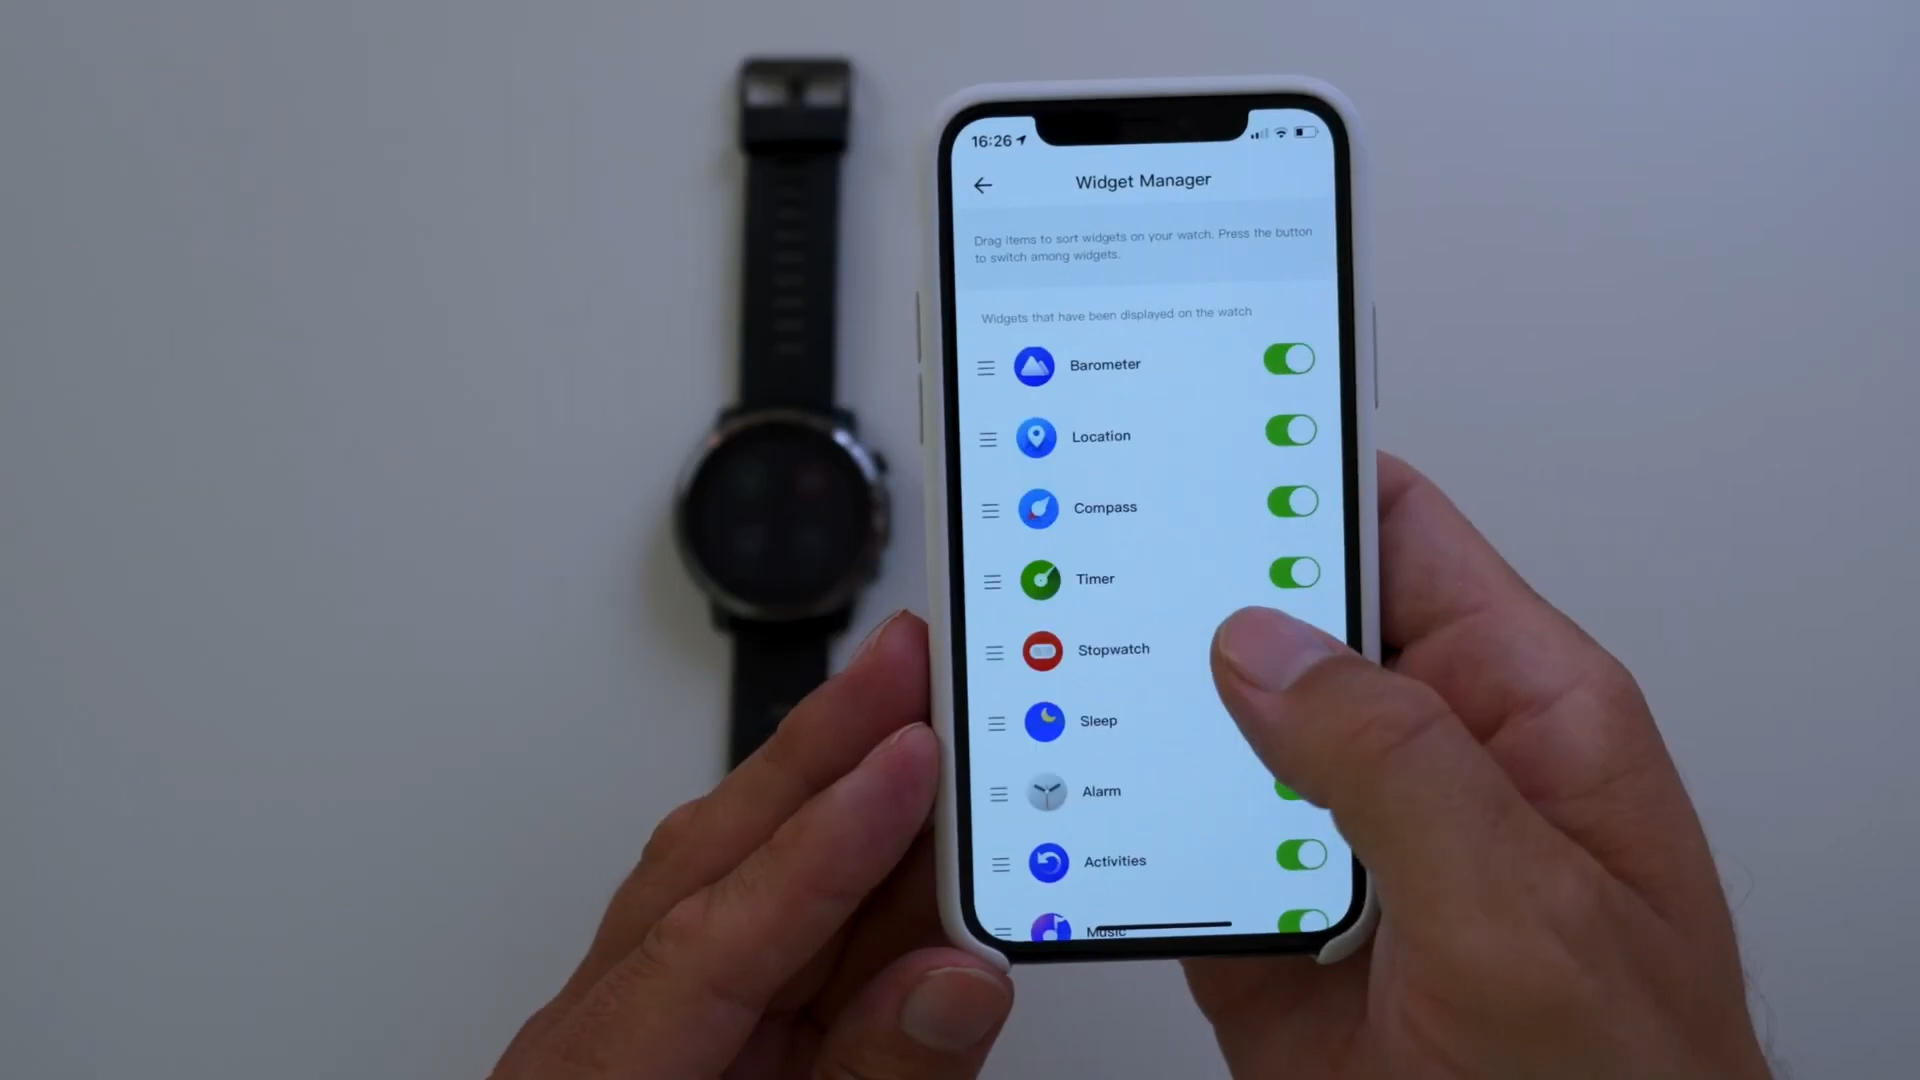 16:26
Widget Manager
Drag items to sort widgets on your watch. Press the button
to switch among widgets.
Widgets that have been displayed on the watch
Barometer
Location
Compass
Timer
Stopwatch
Sleep
Alarm
Activities
Music